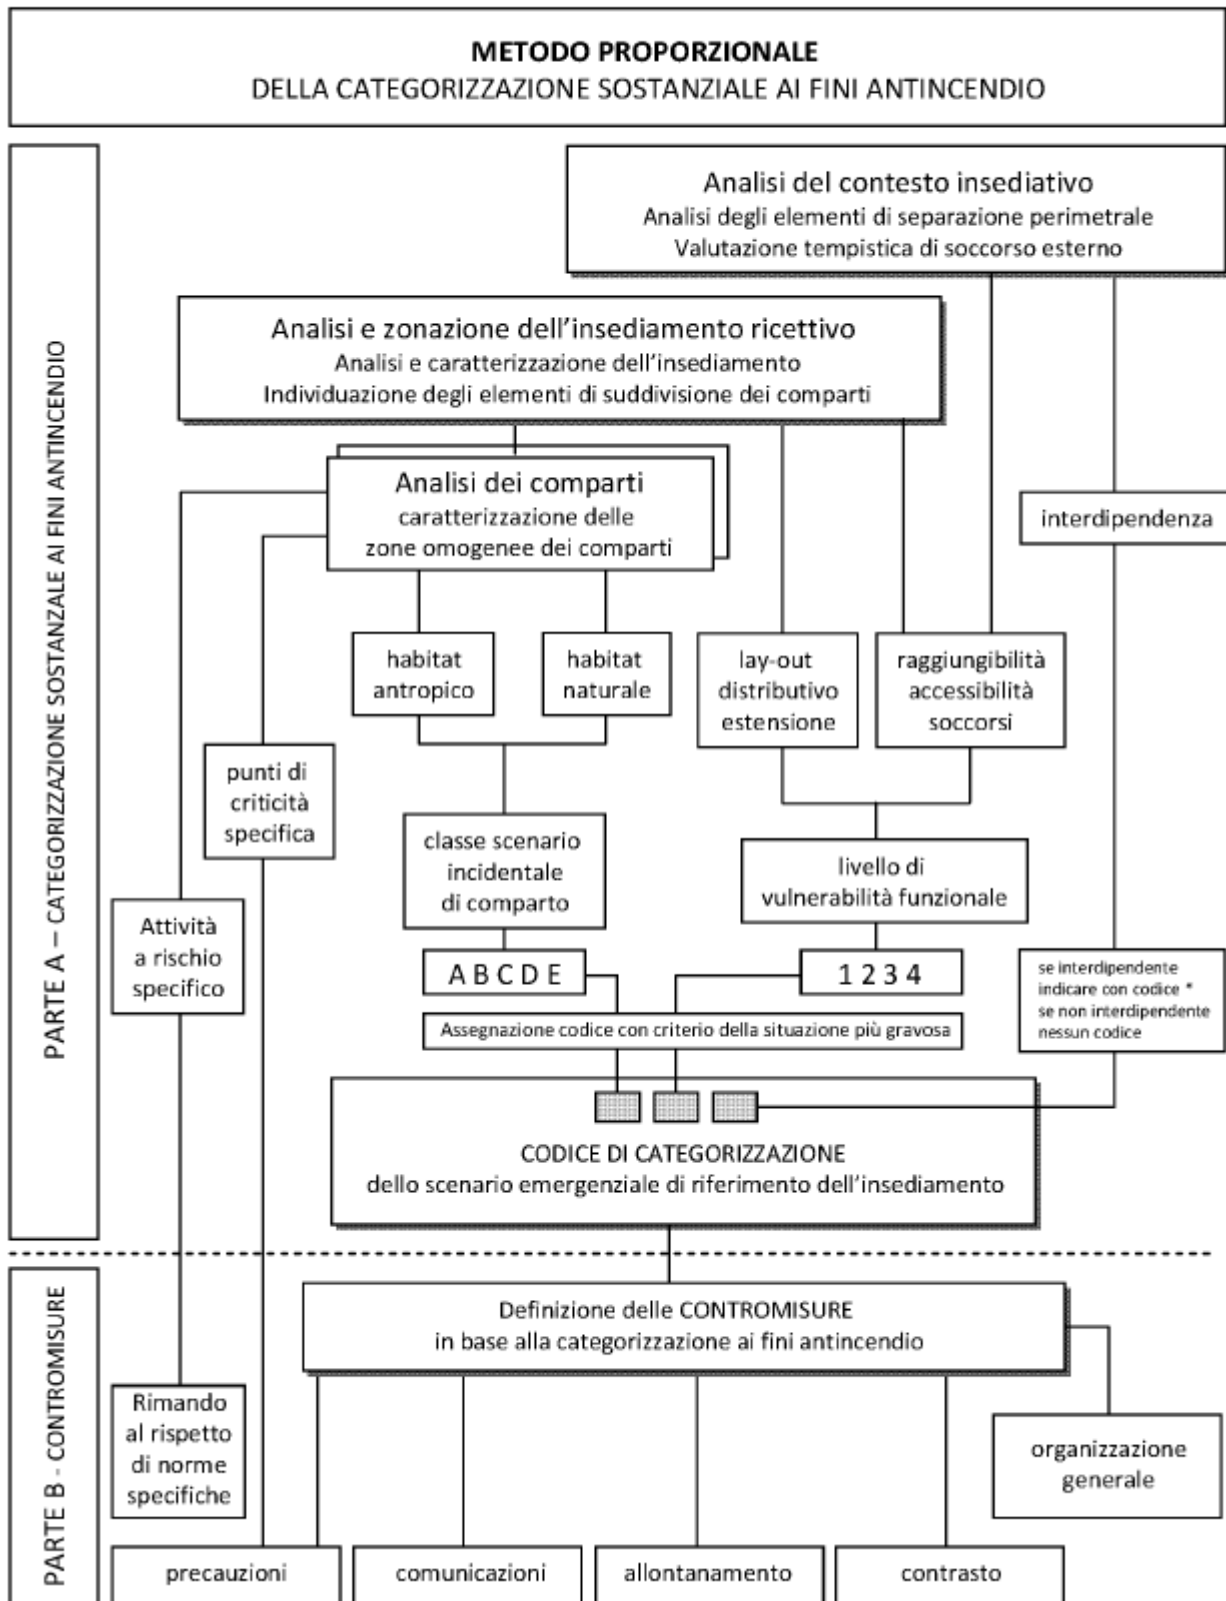 METODO PROPORZIONALE
DELLA CATEGORIZZAZIONE SOSTANZIALE AI FINI ANTINCENDIO
PARTE A – CATEGORIZZAZIONE SOSTANZALE AI FINI ANTINCENDIO
Analisi del contesto insediativo
Analisi degli elementi di separazione perimetrale
Valutazione tempistica di soccorso esterno
Analisi e zonazione dell'insediamento ricettivo
Analisi e caratterizzazione dell'insediamento
Individuazione degli elementi di suddivisione dei comparti
Analisi dei comparti
caratterizzazione delle
zone omogenee dei comparti
interdipendenza
habitat
antropico
habitat
naturale
lay-out
distributivo
estensione
raggiungibilità
accessibilità
soccorsi
punti di
criticità
specifica
classe scenario
incidentale
di comparto
livello di
vulnerabilità funzionale
Attività
a rischio
specifico
A B C D E
1 2 3 4
se interdipendente
indicare con codice *
se non interdipendente
nessun codice
Assegnazione codice con criterio della situazione più gravosa
CODICE DI CATEGORIZZAZIONE
dello scenario emergenziale di riferimento dell'insediamento
PARTE B - CONTROMISURE
Definizione delle CONTROMISURE
in base alla categorizzazione ai fini antincendio
Rimando
al rispetto
di norme
specifiche
organizzazione
generale
precauzioni
comunicazioni
allontanamento
contrasto